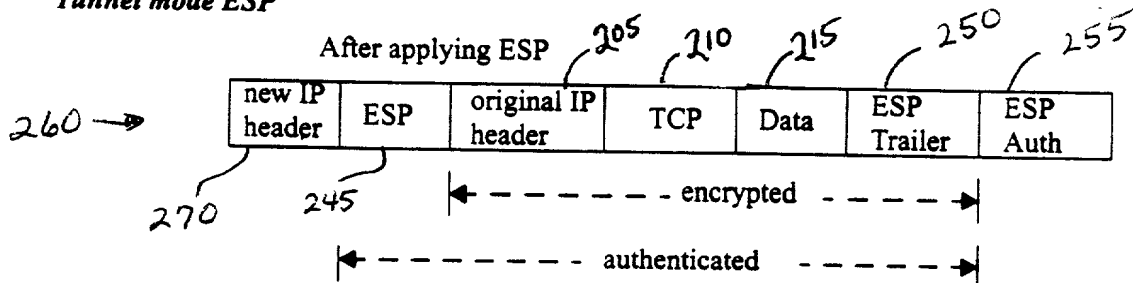 Tunnel mode ESP
After applying ESP
205
210
215
250
255
260
new IP header
ESP
original IP header
TCP
Data
ESP Trailer
ESP Auth
270
245
encrypted
authenticated